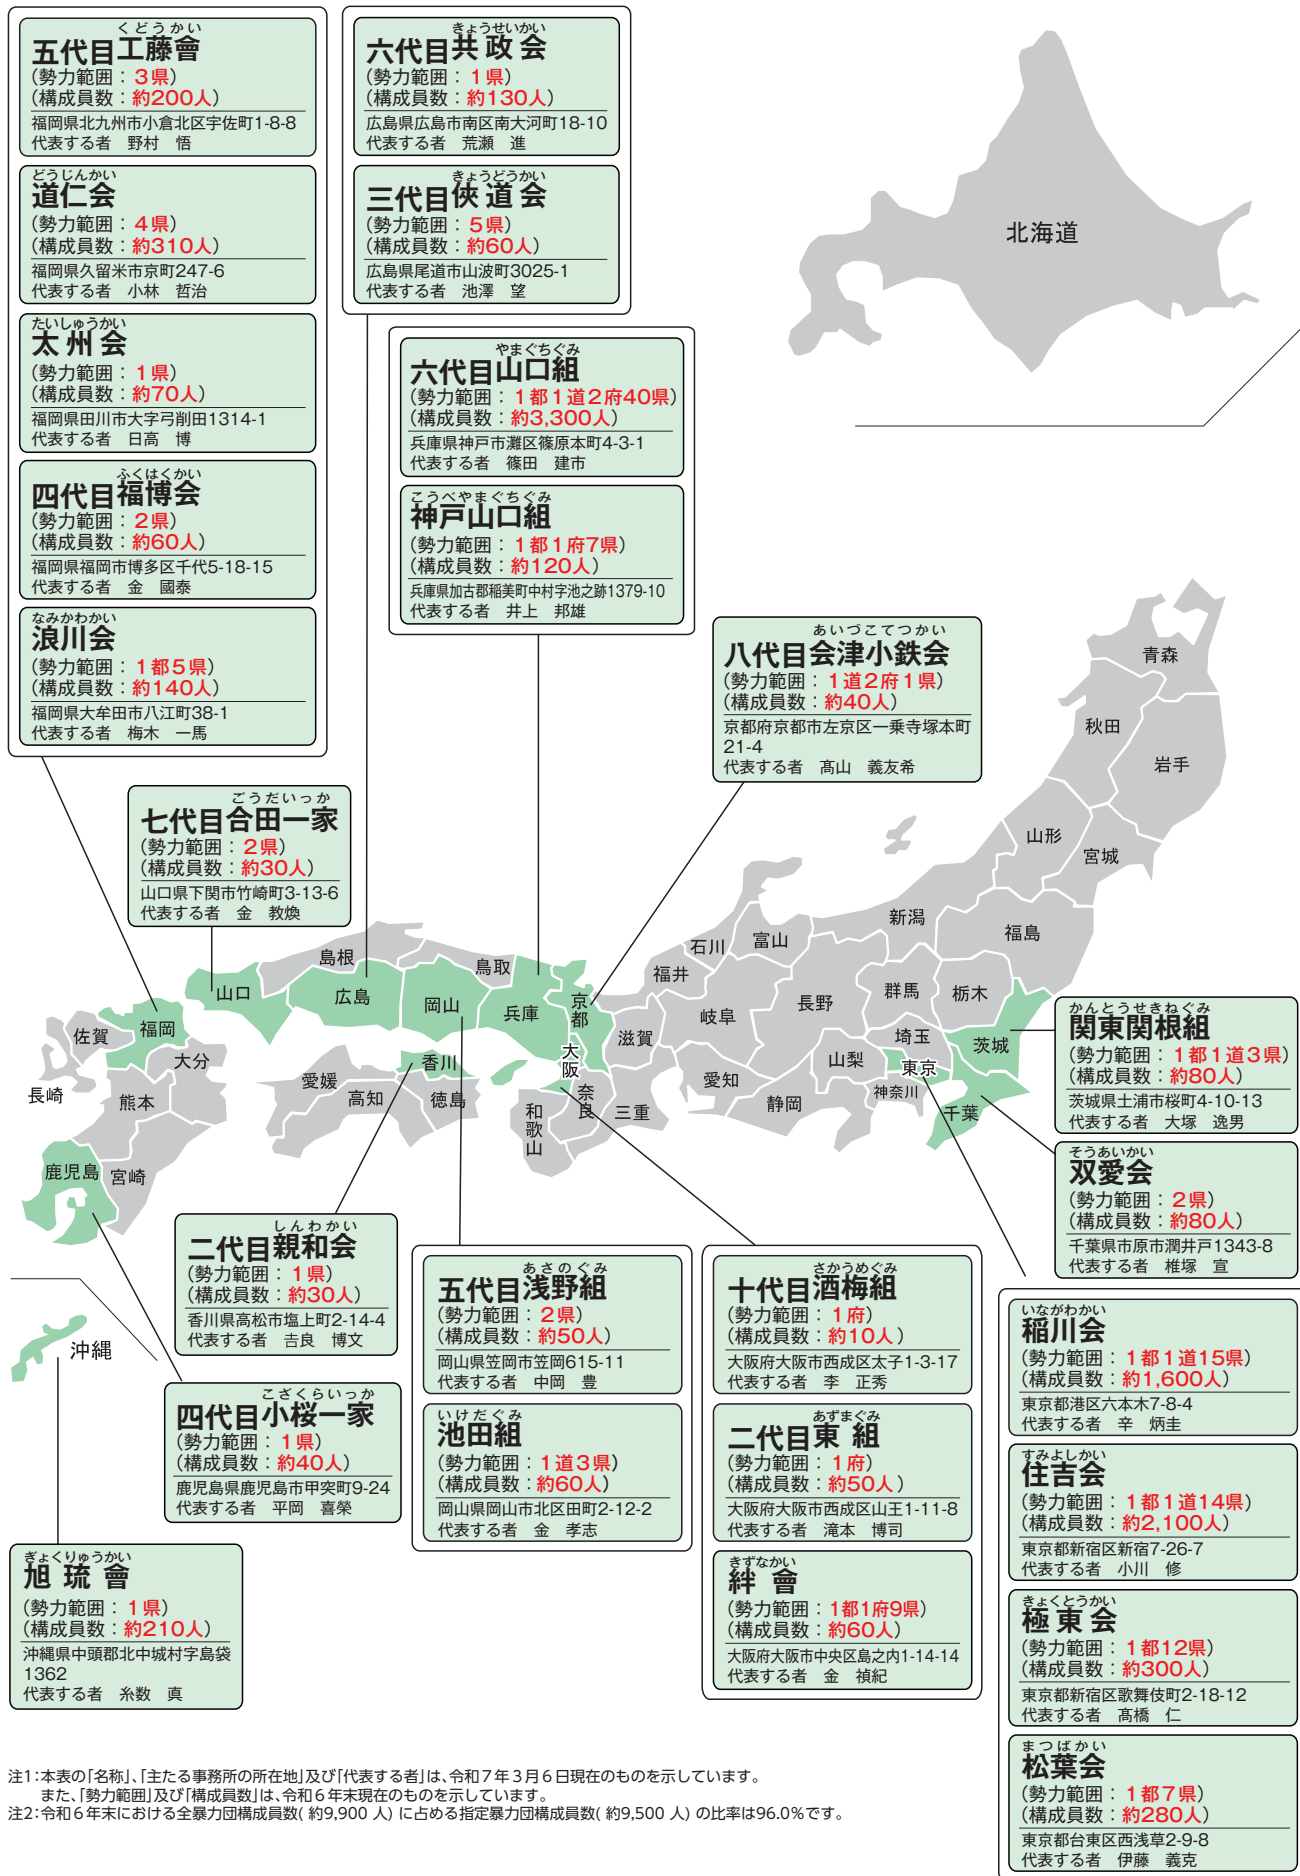 くどうかい
五代目工藤會
(勢力範囲：3県)
(構成員数：約200人)
福岡県北九州市小倉北区宇佐町1-8-8
代表する者　野村　悟
どうじんかい
道仁会
(勢力範囲：4県)
(構成員数：約310人)
福岡県久留米市京町247-6
代表する者　小林　哲治
たいしゅうかい
太州会
(勢力範囲：1県)
(構成員数：約70人)
福岡県田川市大字弓削田1314-1
代表する者　日高　博
ふくはくかい
四代目福博会
(勢力範囲：2県)
(構成員数：約60人)
福岡県福岡市博多区千代5-18-15
代表する者　金　國泰
なみかわかい
浪川会
(勢力範囲：1都5県)
(構成員数：約140人)
福岡県大牟田市八江町38-1
代表する者　梅木　一馬
きょうせいかい
六代目共政会
(勢力範囲：1県)
(構成員数：約130人)
広島県広島市南区南大河町18-10
代表する者　荒瀬　進
きょうどうかい
三代目俠道会
(勢力範囲：5県)
(構成員数：約60人)
広島県尾道市山波町3025-1
代表する者　池澤　望
やまぐちぐみ
六代目山口組
(勢力範囲：1都1道2府40県)
(構成員数：約3,300人)
兵庫県神戸市灘区篠原本町4-3-1
代表する者　篠田　建市
こうべやまぐちぐみ
神戸山口組
(勢力範囲：1都1府7県)
(構成員数：約120人)
兵庫県加古郡稲美町中村字池之跡1379-10
代表する者　井上　邦雄
あいづこてつかい
八代目会津小鉄会
(勢力範囲：1道2府1県)
(構成員数：約40人)
京都府京都市左京区一乗寺塚本町
21-4
代表する者　髙山　義友希
ごうだいっか
七代目合田一家
(勢力範囲：2県)
(構成員数：約30人)
山口県下関市竹崎町3-13-6
代表する者　金　教煥
北海道
青森
秋田
岩手
山形
宮城
新潟
福島
石川
富山
福井
長野
群馬
栃木
岐阜
埼玉
茨城
山梨
東京
神奈川
千葉
静岡
愛知
滋賀
三重
京都
大阪
奈良
和歌山
兵庫
鳥取
岡山
島根
広島
山口
香川
徳島
愛媛
高知
福岡
佐賀
大分
長崎
熊本
宮崎
鹿児島
沖縄
かんとうせきねぐみ
関東関根組
(勢力範囲：1都1道3県)
(構成員数：約80人)
茨城県土浦市桜町4-10-13
代表する者　大塚　逸男
そうあいかい
双愛会
(勢力範囲：2県)
(構成員数：約80人)
千葉県市原市潤井戸1343-8
代表する者　椎塚　宣
しんわかい
二代目親和会
(勢力範囲：1県)
(構成員数：約30人)
香川県高松市塩上町2-14-4
代表する者　吉良　博文
こざくらいっか
四代目小桜一家
(勢力範囲：1県)
(構成員数：約40人)
鹿児島県鹿児島市甲突町9-24
代表する者　平岡　喜榮
ぎょくりゅうかい
旭琉會
(勢力範囲：1県)
(構成員数：約210人)
沖縄県中頭郡北中城村字島袋
1362
代表する者　糸数　真
あさのぐみ
五代目浅野組
(勢力範囲：2県)
(構成員数：約50人)
岡山県笠岡市笠岡615-11
代表する者　中岡　豊
いけだぐみ
池田組
(勢力範囲：1道3県)
(構成員数：約60人)
岡山県岡山市北区田町2-12-2
代表する者　金　孝志
さかうめぐみ
十代目酒梅組
(勢力範囲：1府)
(構成員数：約10人)
大阪府大阪市西成区太子1-3-17
代表する者　李　正秀
あずまぐみ
二代目東組
(勢力範囲：1府)
(構成員数：約50人)
大阪府大阪市西成区山王1-11-8
代表する者　滝本　博司
きずなかい
絆會
(勢力範囲：1都1府9県)
(構成員数：約60人)
大阪府大阪市中央区島之内1-14-14
代表する者　金　禎紀
いながわかい
稲川会
(勢力範囲：1都1道15県)
(構成員数：約1,600人)
東京都港区六本木7-8-4
代表する者　辛　炳圭
すみよしかい
住吉会
(勢力範囲：1都1道14県)
(構成員数：約2,100人)
東京都新宿区新宿7-26-7
代表する者　小川　修
きょくとうかい
極東会
(勢力範囲：1都12県)
(構成員数：約300人)
東京都新宿区歌舞伎町2-18-12
代表する者　髙橋　仁
まつばかい
松葉会
(勢力範囲：1都7県)
(構成員数：約280人)
東京都台東区西浅草2-9-8
代表する者　伊藤　義克
注1：本表の｢名称｣、｢主たる事務所の所在地｣及び｢代表する者｣は、令和7年3月6日現在のものを示しています。
また、｢勢力範囲｣及び｢構成員数｣は、令和6年末現在のものを示しています。
注2：令和6年末における全暴力団構成員数(約9,900人)に占める指定暴力団構成員数(約9,500人)の比率は96.0%です。